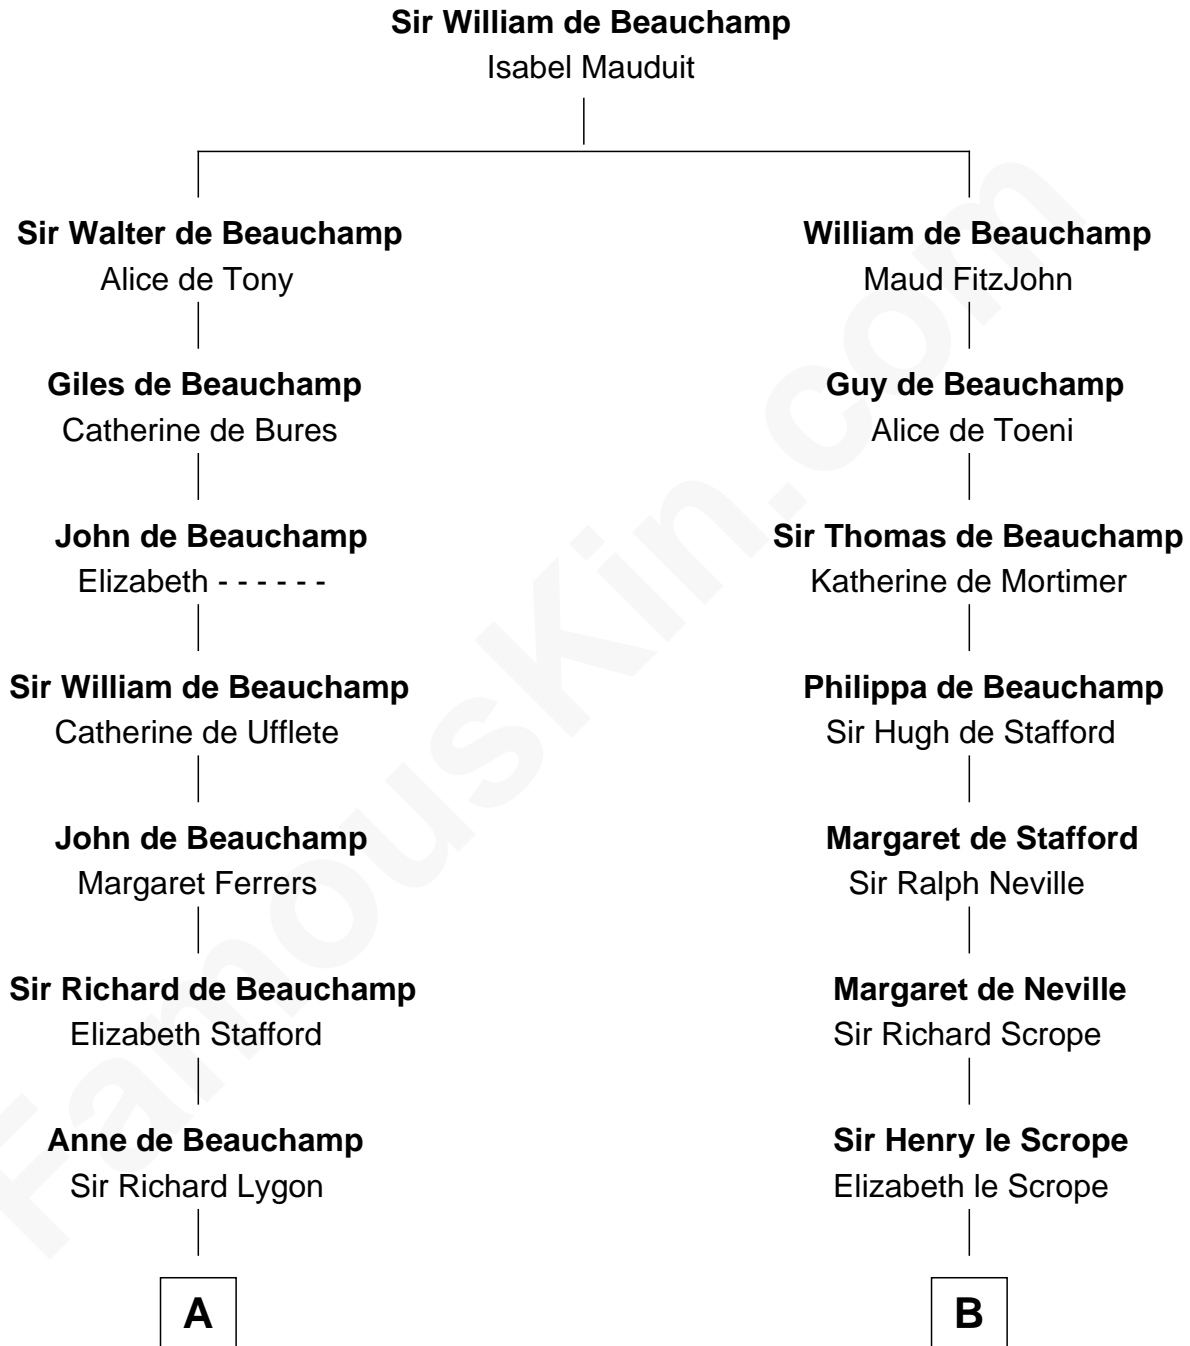 Sir William de Beauchamp
Isabel Mauduit
Sir Walter de Beauchamp
Alice de Tony
William de Beauchamp
Maud FitzJohn
Giles de Beauchamp
Catherine de Bures
Guy de Beauchamp
Alice de Toeni
John de Beauchamp
Elizabeth - - - - - -
Sir Thomas de Beauchamp
Katherine de Mortimer
Sir William de Beauchamp
Catherine de Ufflete
Philippa de Beauchamp
Sir Hugh de Stafford
John de Beauchamp
Margaret Ferrers
Margaret de Stafford
Sir Ralph Neville
Sir Richard de Beauchamp
Elizabeth Stafford
Margaret de Neville
Sir Richard Scrope
Anne de Beauchamp
Sir Richard Lygon
Sir Henry le Scrope
Elizabeth le Scrope
A
B
FamousKin.com